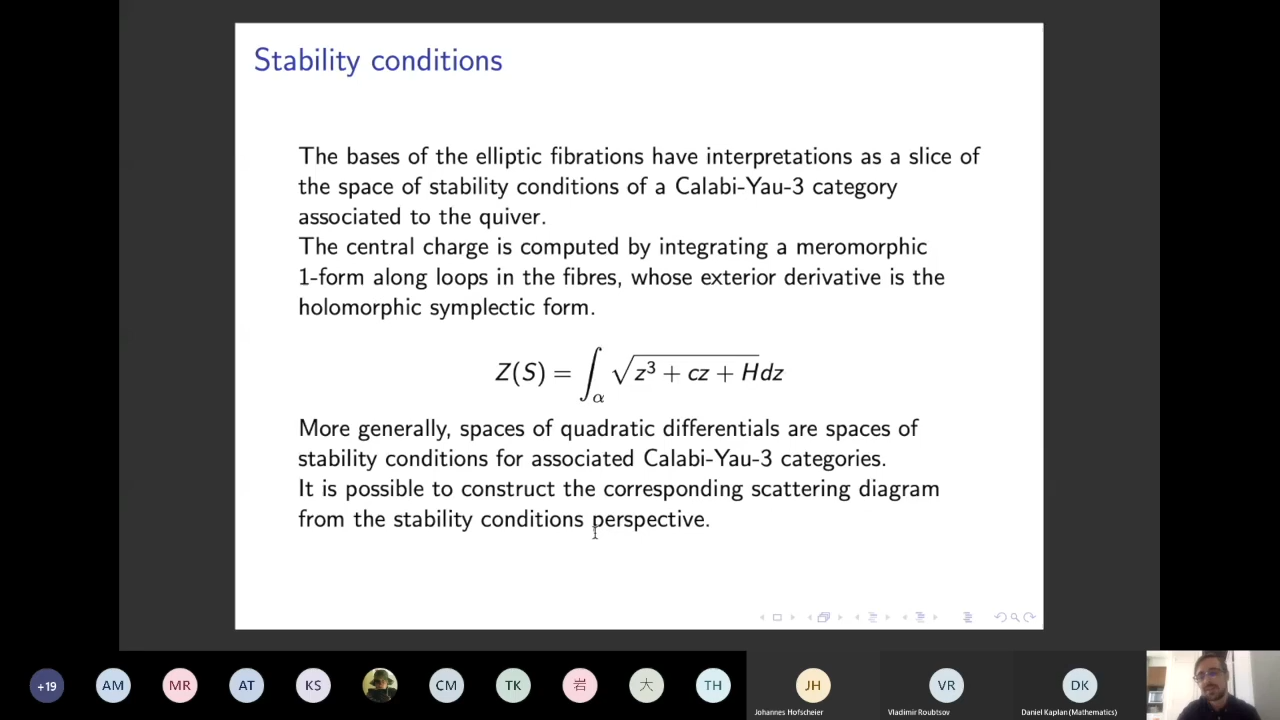 Stability conditions
The bases of the elliptic fibrations have interpretations as a slice of
the space of stability conditions of a Calabi-Yau-3 category
associated to the quiver.
The central charge is computed by integrating a meromorphic
1-form along loops in the fibres, whose exterior derivative is the
holomorphic symplectic form.
Z(S) = ∫_α √(z³ + cz + H)dz
More generally, spaces of quadratic differentials are spaces of
stability conditions for associated Calabi-Yau-3 categories.
It is possible to construct the corresponding scattering diagram
from the stability conditions perspective.
+19 AM MR AT KS CM TK 岩 大 TH JH VR DK
Johannes Hofscheier Vladimir Roubtsov Daniel Kaplan (Mathematics)